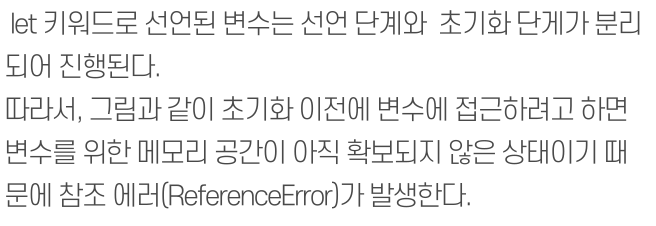 let 키워드로 선언된 변수는 선언 단계와 초기화 단게가 분리
되어 진행된다.
따라서, 그림과 같이 초기화 이전에 변수에 접근하려고 하면
변수를 위한 메모리 공간이 아직 확보되지 않은 상태이기 때
문에 참조 에러(ReferenceError)가 발생한다.